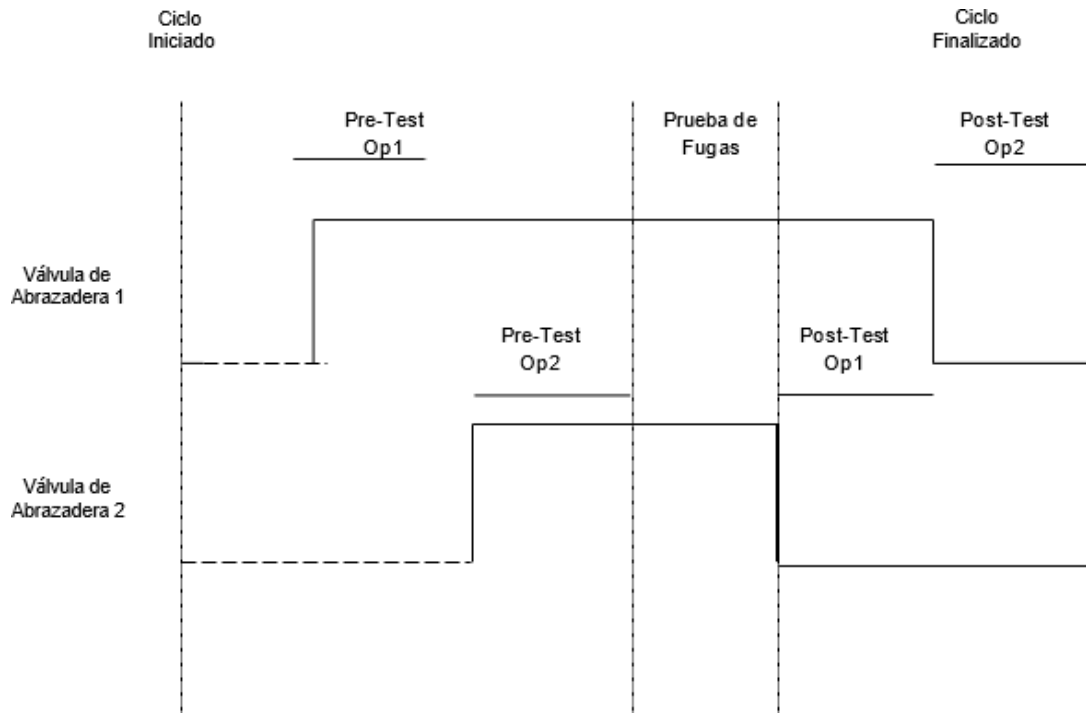 Ciclo
Iniciado
Ciclo
Finalizado
Pre-Test
Op1
Prueba de
Fugas
Post-Test
Op2
Válvula de
Abrazadera 1
Pre-Test
Op2
Post-Test
Op1
Válvula de
Abrazadera 2